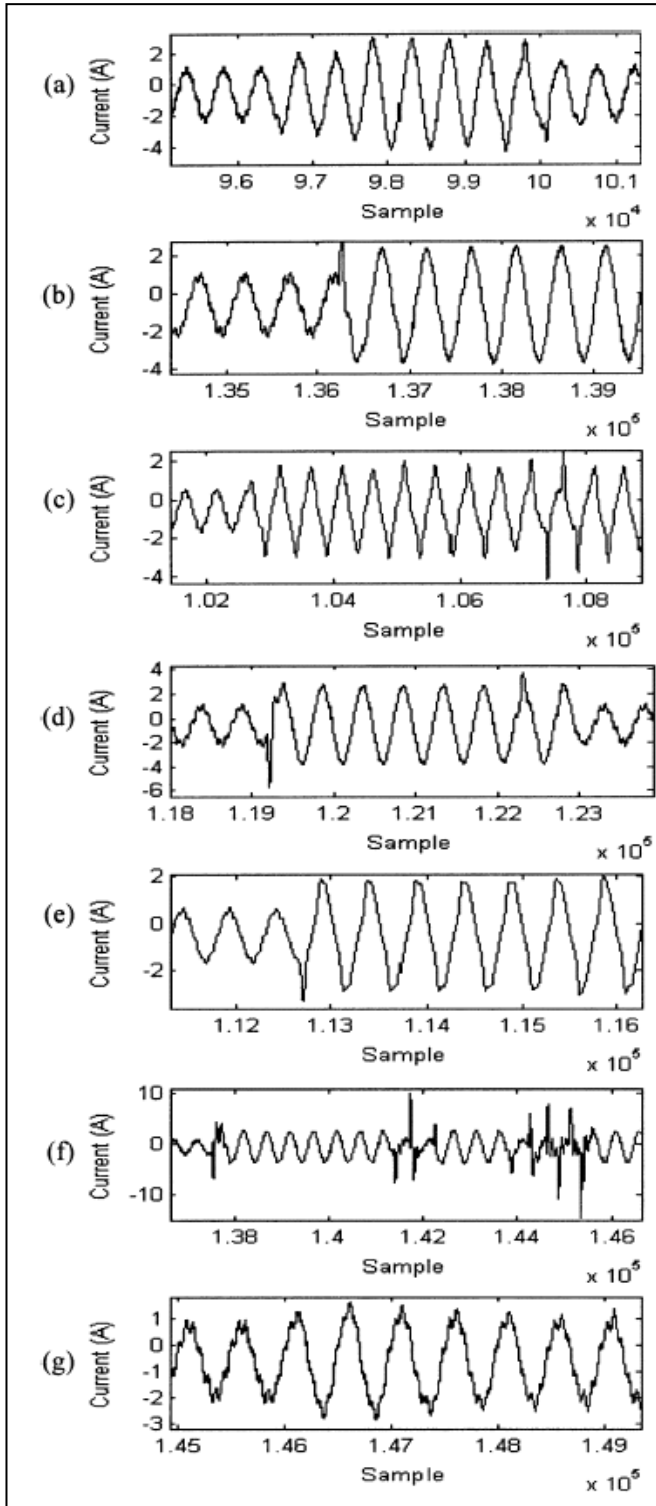 (a)
Current (A)
2
0
-2
-4
9.6 9.7 9.8 9.9 10 10.1
Sample
x 10^4
(b)
Current (A)
2
0
-2
-4
1.35 1.36 1.37 1.38 1.39
Sample
x 10^5
(c)
Current (A)
2
0
-2
-4
1.02 1.04 1.06 1.08
Sample
x 10^5
(d)
Current (A)
4
2
0
-2
-4
-6
1.18 1.19 1.2 1.21 1.22 1.23
Sample
x 10^5
(e)
Current (A)
2
0
-2
1.12 1.13 1.14 1.15 1.16
Sample
x 10^5
(f)
Current (A)
10
0
-10
1.38 1.4 1.42 1.44 1.46
Sample
x 10^5
(g)
Current (A)
1
0
-1
-2
-3
1.45 1.46 1.47 1.48 1.49
Sample
x 10^5